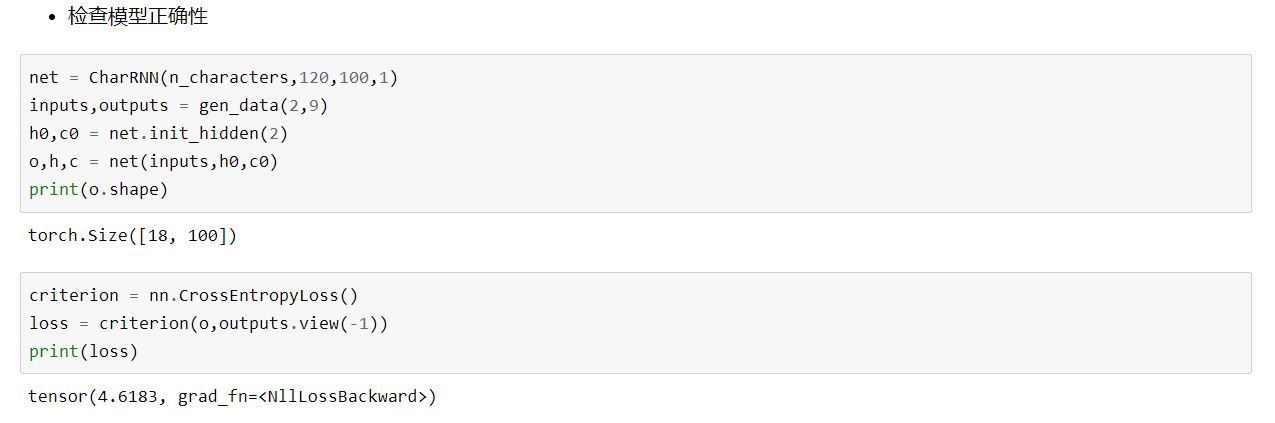 • 检查模型正确性
net = CharRNN(n_characters,120,100,1)
inputs,outputs = gen_data(2,9)
h0,c0 = net.init_hidden(2)
o,h,c = net(inputs,h0,c0)
print(o.shape)
torch.Size([18, 100])
criterion = nn.CrossEntropyLoss()
loss = criterion(o,outputs.view(-1))
print(loss)
tensor(4.6183, grad_fn=<NllLossBackward>)